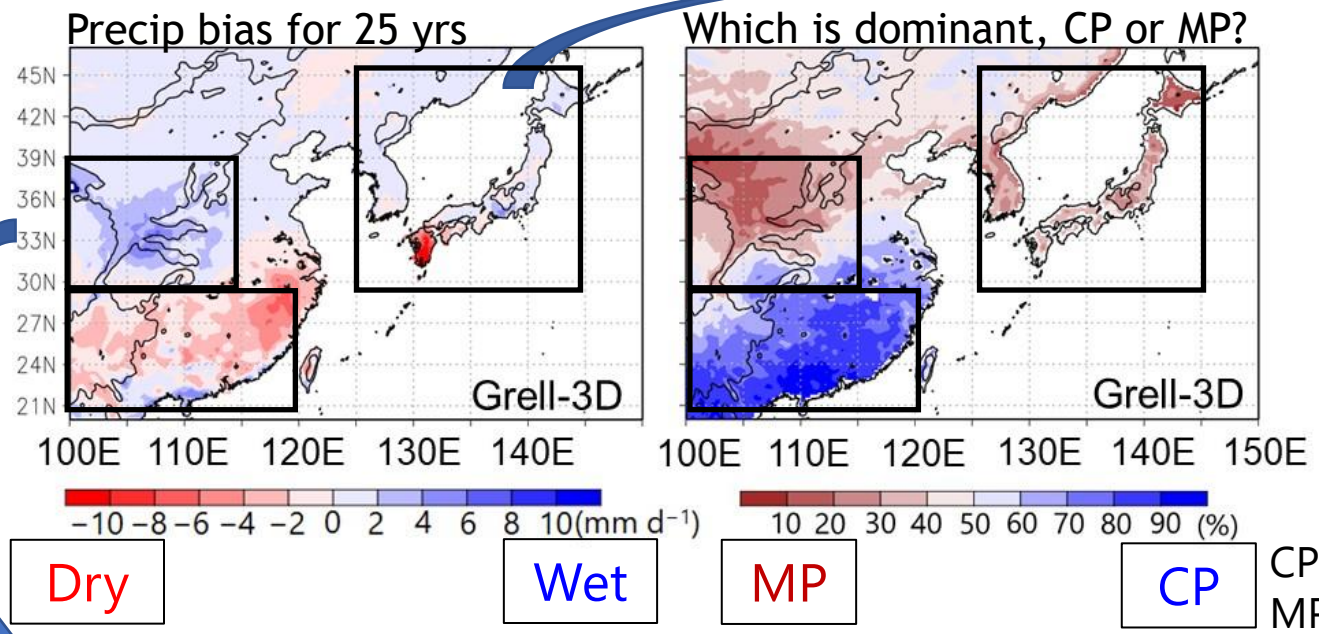 Precip bias for 25 yrs
Which is dominant, CP or MP?
45N
42N
39N
36N
33N
30N
27N
24N
21N
Grell-3D
Grell-3D
100E 110E 120E 130E 140E
100E 110E 120E 130E 140E 150E
−10 −8 −6 −4 −2 0 2 4 6 8 10(mm d⁻¹)
10 20 30 40 50 60 70 80 90 (%)
Dry
Wet
MP
CP
CP
MP